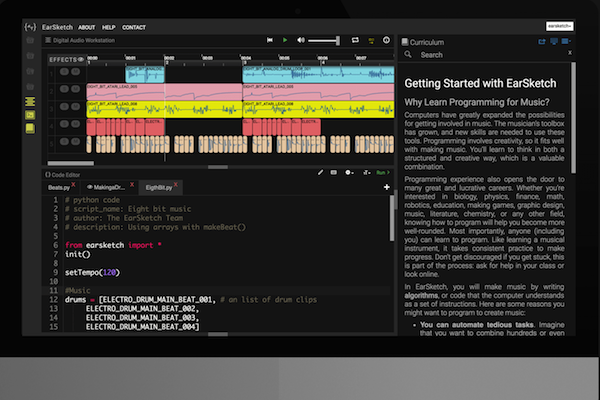 EarSketch ABOUT HELP CONTACT
earsketch+
Digital Audio Workstation
EFFECTS
EIGHT_BIT_ATARI_LEAD_005
EIGHT_BIT_ATARI_LEAD_008
Code Editor
Run
Beats.py X MakingaDr... X EigthBit.py X
1 # python code
2 # script_name: Eight bit music
3 # author: The EarSketch Team
4 # description: Using arrays with makeBeat()
5
6 from earsketch import *
7 init()
8
9 setTempo(120)
10
11 #Music
12 drums = [ELECTRO_DRUM_MAIN_BEAT_001, # an list of drum clips
13 ELECTRO_DRUM_MAIN_BEAT_002,
14 ELECTRO_DRUM_MAIN_BEAT_003,
15 ELECTRO_DRUM_MAIN_BEAT_004]
Curriculum
Search X
Getting Started with EarSketch
Why Learn Programming for Music?
Computers have greatly expanded the possibilities
for getting involved in music. The musician's toolbox
has grown, and new skills are needed to use these
tools. Programming involves creativity, so it fits well
with making music. You'll learn to think in both a
structured and creative way, which is a valuable
combination.
Programming experience also opens the door to
many great and lucrative careers. Whether you're
interested in biology, physics, finance, math,
robotics, education, making games, graphic design,
music, literature, chemistry, or any other field,
knowing how to program will help you become more
well-rounded. Most importantly, anyone (including
you) can learn to program. Like learning a musical
instrument, it takes consistent practice to make
progress. Don't get discouraged if you get stuck, this
is part of the process: ask for help in your class or
look online.
In EarSketch, you will make music by writing
algorithms, or code that the computer understands
as a set of instructions. Here are some reasons you
might want to program to create music:
• You can automate tedious tasks. Imagine
that you want to combine hundreds or even